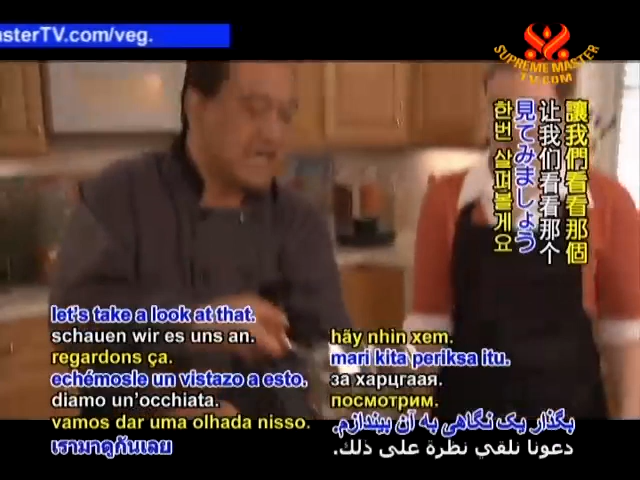 sterTV.com/veg.
SUPREME MASTER
TV.COM
讓我們看看那個
让我们看看那个
見てみましょう
한번 살펴볼게요
let's take a look at that.
schauen wir es uns an.
regardons ça.
echémosle un vistazo a esto.
diamo un'occhiata.
vamos dar uma olhada nisso.
เรามาดูกันเลย
hãy nhìn xem.
mari kita periksa itu.
за харцгаая.
посмотрим.
بگذار یک نگاهی به آن بیندازم.
دعونا نلقي نظرة على ذلك.